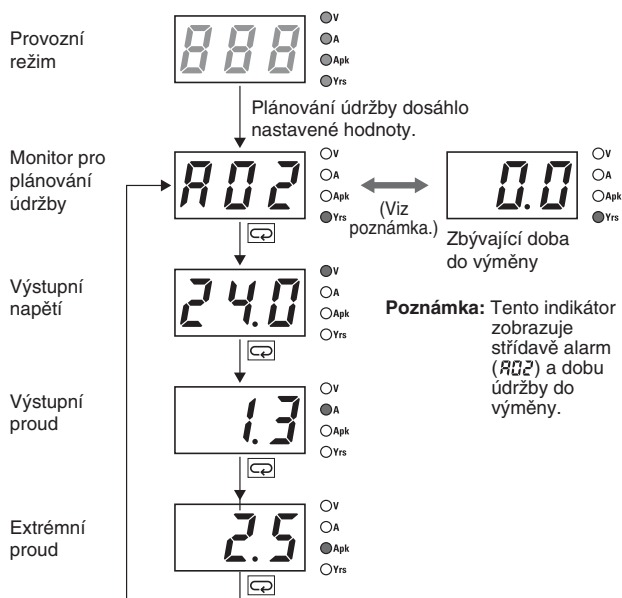 Provozní
režim
888
V
A
Apk
Yrs
Plánování údržby dosáhlo
nastavené hodnoty.
Monitor pro
plánování
údržby
A02
V
A
Apk
Yrs
(Viz
poznámka.)
0.0
V
A
Apk
Yrs
Zbývající doba
do výměny
Výstupní
napětí
24.0
V
A
Apk
Yrs
Poznámka: Tento indikátor
zobrazuje
střídavě alarm
(A02) a dobu
údržby do
výměny.
Výstupní
proud
1.3
V
A
Apk
Yrs
Extrémní
proud
2.5
V
A
Apk
Yrs